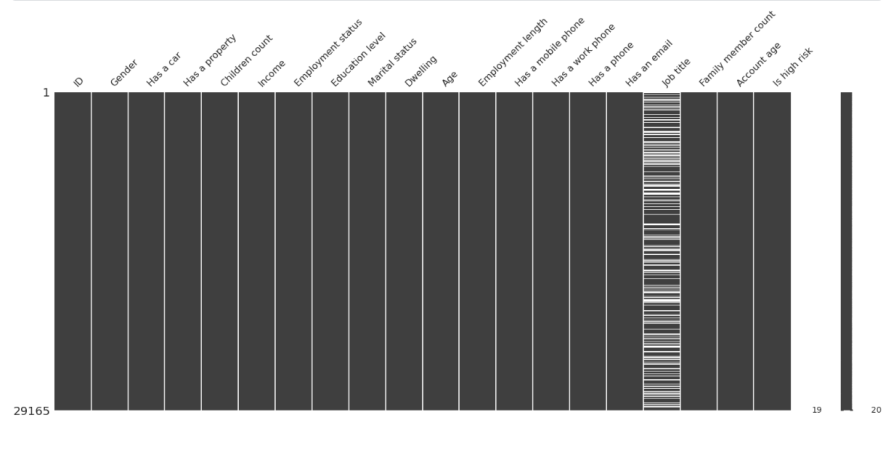 ID
Gender
Has a car
Has a property
Children count
Income
Employment status
Education level
Marital status
Dwelling
Age
Employment length
Has a mobile phone
Has a work phone
Has a phone
Has an email
Job title
Family member count
Account age
Is high risk
1
29165
19
20